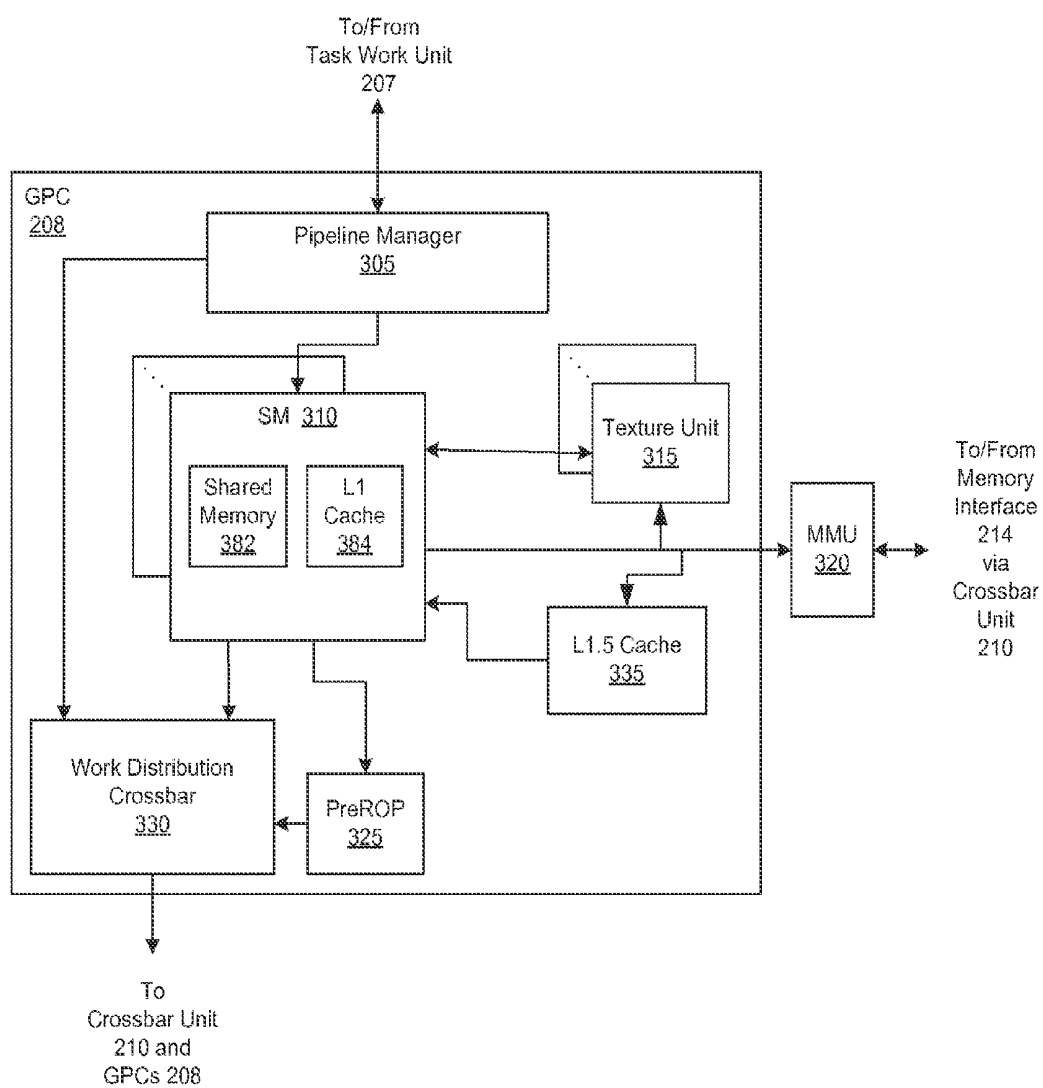 To/From
Task Work Unit
207
GPC
208
Pipeline Manager
305
SM 310
Shared
Memory
382
L1
Cache
384
Texture Unit
315
MMU
320
To/From
Memory
Interface
214
via
Crossbar
Unit
210
L1.5 Cache
335
Work Distribution
Crossbar
330
PreROP
325
To
Crossbar Unit
210 and
GPCs 208